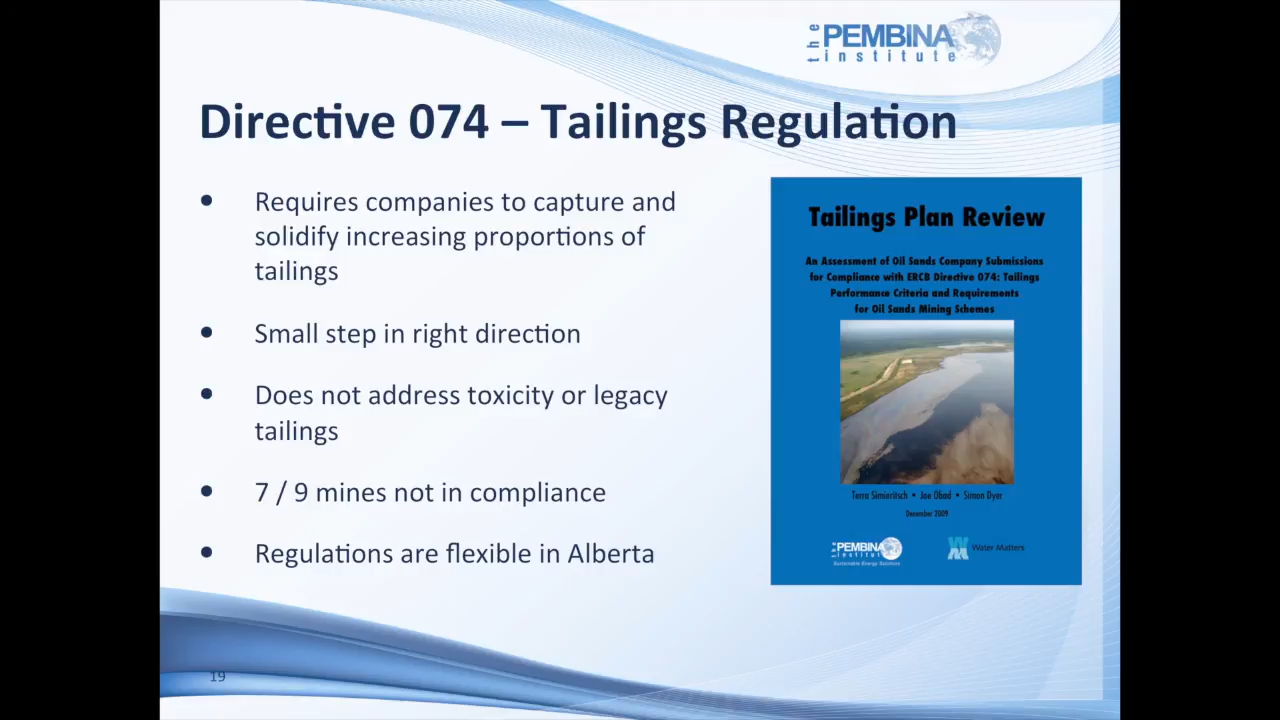 the PEMBINA
institute
Directive 074 – Tailings Regulation
• Requires companies to capture and
solidify increasing proportions of
tailings
• Small step in right direction
• Does not address toxicity or legacy
tailings
• 7 / 9 mines not in compliance
• Regulations are flexible in Alberta
Tailings Plan Review
An Assessment of Oil Sands Company Submissions
for Compliance with ERCB Directive 074: Tailings
Performance Criteria and Requirements
for Oil Sands Mining Schemes
Terra Simieritsch • Joe Obad • Simon Dyer
December 2009
the PEMBINA
institute
Sustainable Energy Solutions
Water Matters
19